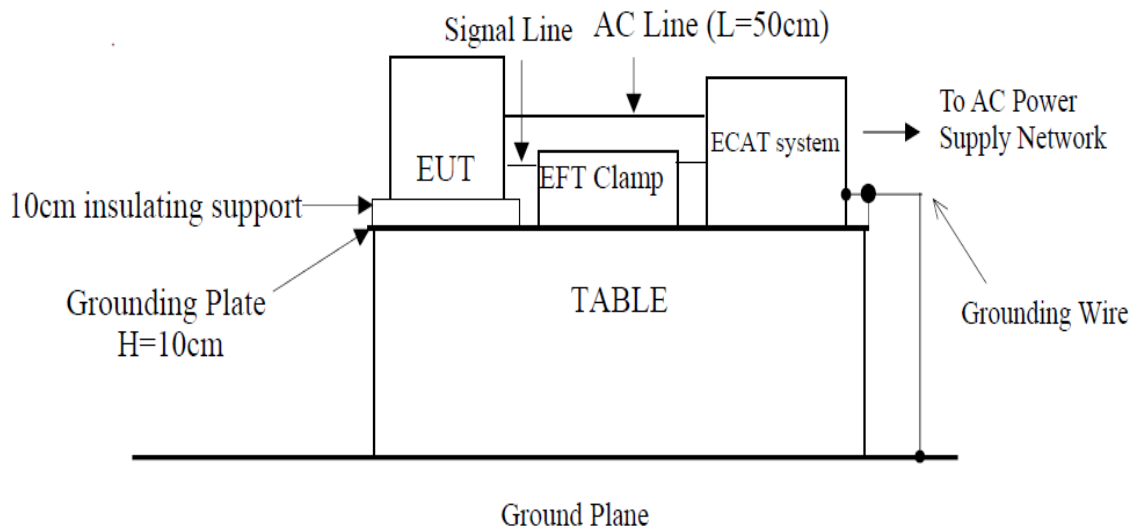 Signal Line
AC Line (L=50cm)
To AC Power
Supply Network
ECAT system
EUT
EFT Clamp
10cm insulating support
Grounding Plate
H=10cm
TABLE
Grounding Wire
Ground Plane